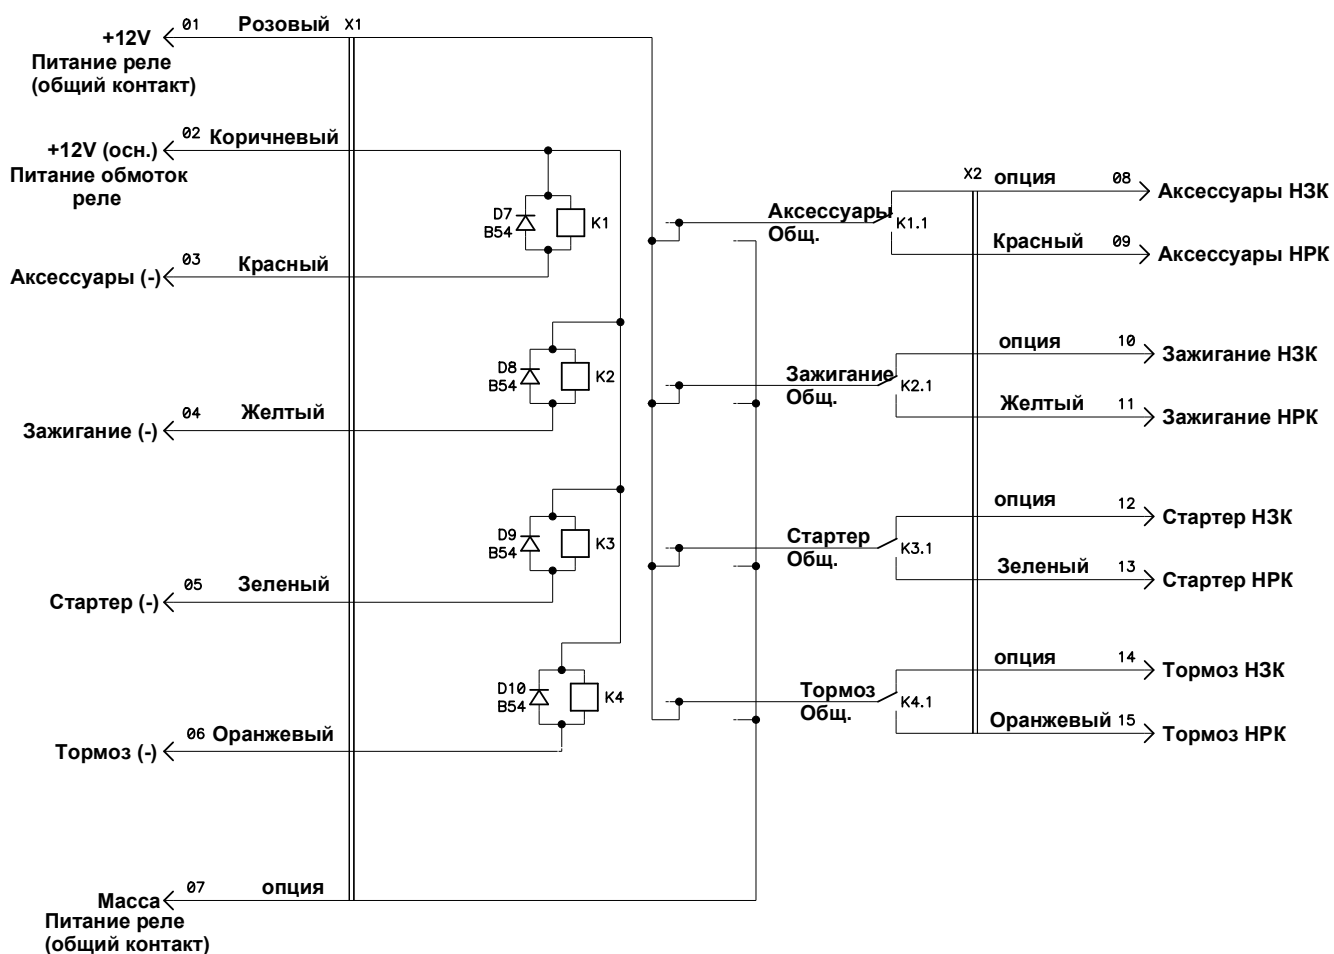 01 Розовый X1
+12V
Питание реле
(общий контакт)
02 Коричневый
+12V (осн.)
Питание обмоток
реле
D7
B54
K1
03 Красный
Аксессуары (-)
D8
B54
K2
04 Желтый
Зажигание (-)
D9
B54
K3
05 Зеленый
Стартер (-)
D10
B54
K4
06 Оранжевый
Тормоз (-)
07 опция
Масса
Питание реле
(общий контакт)
X2 опция 08
Аксессуары НЗК
Аксессуары
Общ.
K1.1
Красный 09
Аксессуары НРК
опция 10
Зажигание НЗК
Зажигание
Общ.
K2.1
Желтый 11
Зажигание НРК
опция 12
Стартер НЗК
Стартер
Общ.
K3.1
Зеленый 13
Стартер НРК
опция 14
Тормоз НЗК
Тормоз
Общ.
K4.1
Оранжевый 15
Тормоз НРК